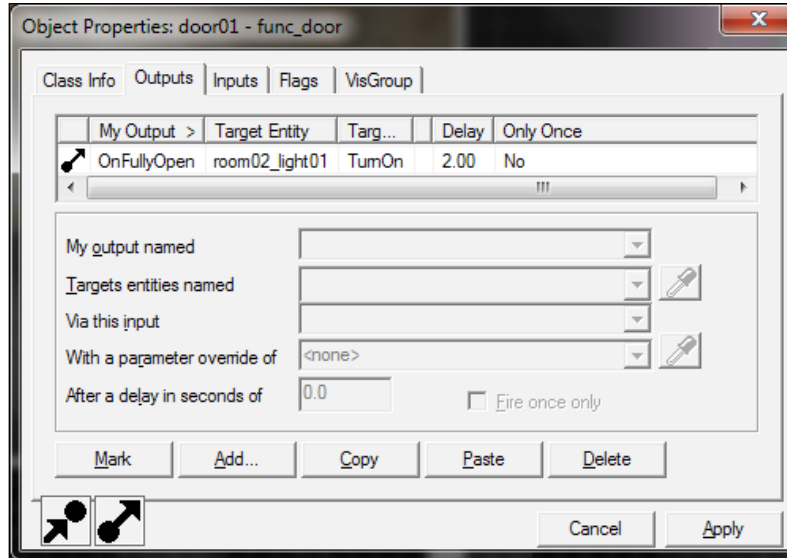 Object Properties: door01 - func_door
x
Class Info Outputs Inputs Flags VisGroup
My Output > Target Entity Targ... Delay Only Once
OnFullyOpen room02_light01 TurnOn 2.00 No
My output named
Targets entities named
Via this input
With a parameter override of <none>
After a delay in seconds of 0.0 Fire once only
Mark Add... Copy Paste Delete
Cancel Apply